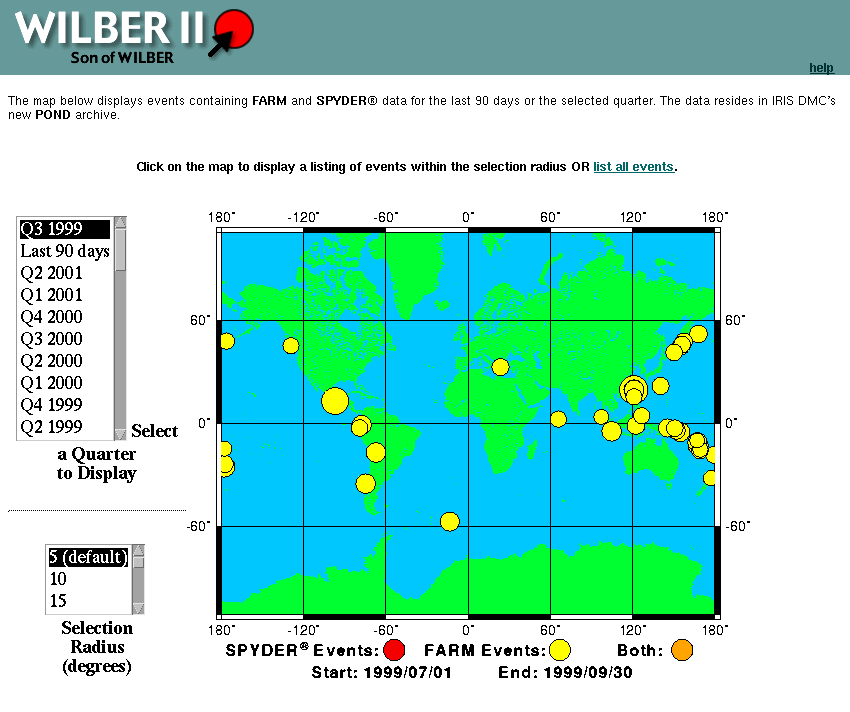 WILBER II
Son of WILBER
help
The map below displays events containing FARM and SPYDER® data for the last 90 days or the selected quarter. The data resides in IRIS DMC's
new POND archive.
Click on the map to display a listing of events within the selection radius OR list all events.
Q3 1999
Last 90 days
Q2 2001
Q1 2001
Q4 2000
Q3 2000
Q2 2000
Q1 2000
Q4 1999
Q2 1999
Select
a Quarter
to Display
5 (default)
10
15
Selection
Radius
(degrees)
180° -120° -60° 0° 60° 120° 180°
60° 60°
0° 0°
-60° -60°
180° -120° -60° 0° 60° 120° 180°
SPYDER® Events: FARM Events: Both:
Start: 1999/07/01 End: 1999/09/30